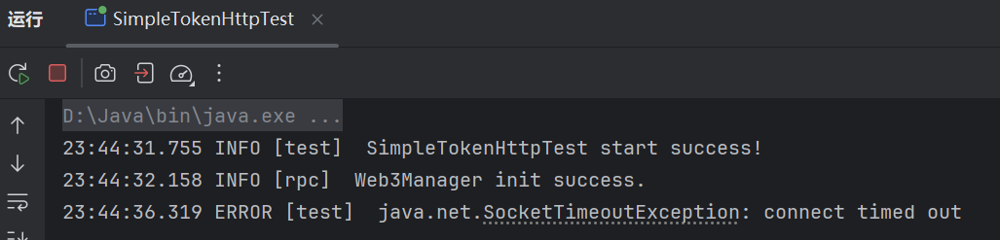 运行 SimpleTokenHttpTest
D:\Java\bin\java.exe ...
23:44:31.755 INFO [test]  SimpleTokenHttpTest start success!
23:44:32.158 INFO [rpc]  Web3Manager init success.
23:44:36.319 ERROR [test]  java.net.SocketTimeoutException: connect timed out